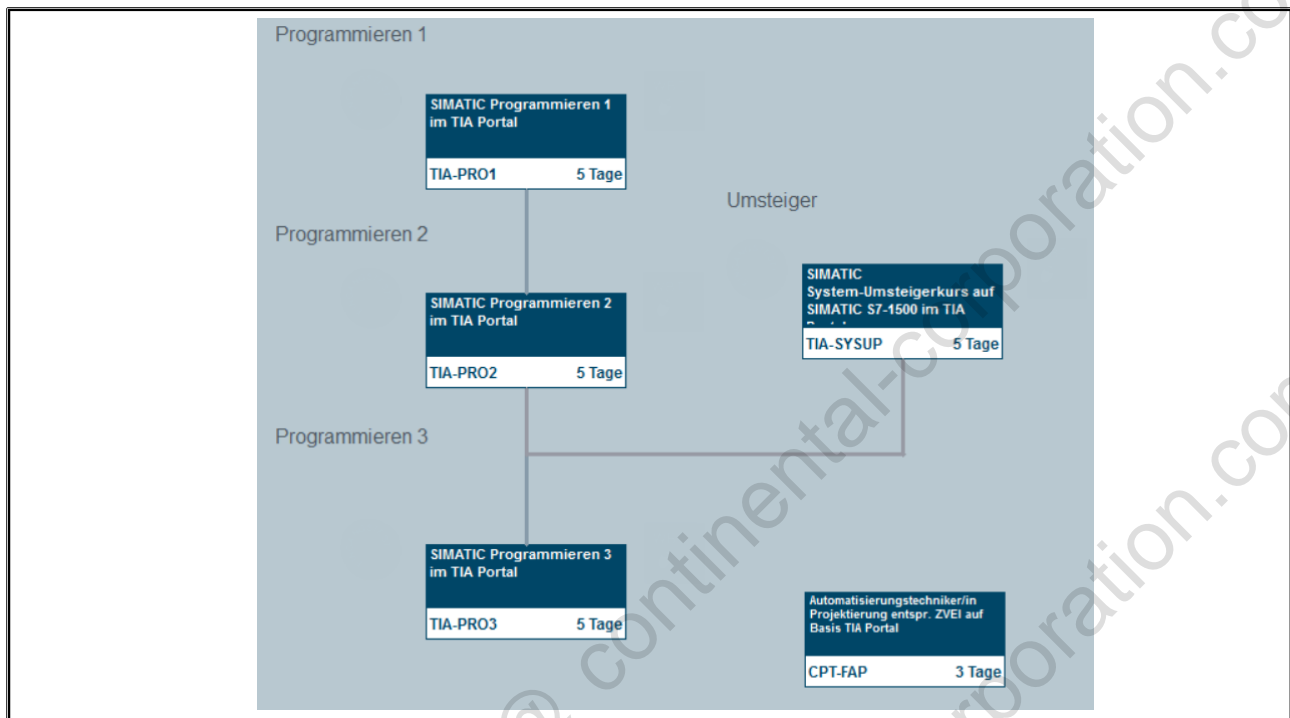 Programmieren 1
SIMATIC Programmieren 1
im TIA Portal
TIA-PRO1 5 Tage
Umsteiger
Programmieren 2
SIMATIC
System-Umsteigerkurs auf
SIMATIC S7-1500 im TIA
TIA-SYSUP 5 Tage
SIMATIC Programmieren 2
im TIA Portal
TIA-PRO2 5 Tage
Programmieren 3
SIMATIC Programmieren 3
im TIA Portal
TIA-PRO3 5 Tage
Automatisierungstechniker/in
Projektierung entspr. ZVEI auf
Basis TIA Portal
CPT-FAP 3 Tage
@ continental-corporation.co